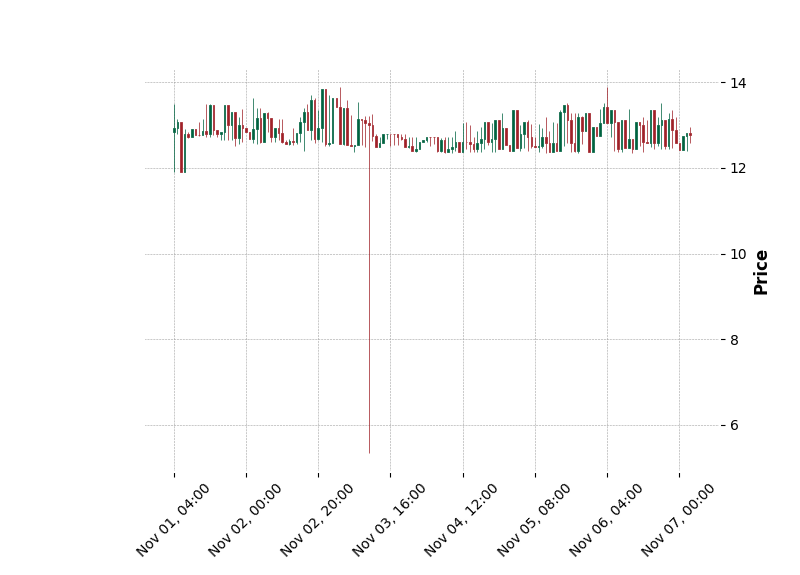 14
12
10
8
6
Price
Nov 01, 04:00
Nov 02, 00:00
Nov 02, 20:00
Nov 03, 16:00
Nov 04, 12:00
Nov 05, 08:00
Nov 06, 04:00
Nov 07, 00:00